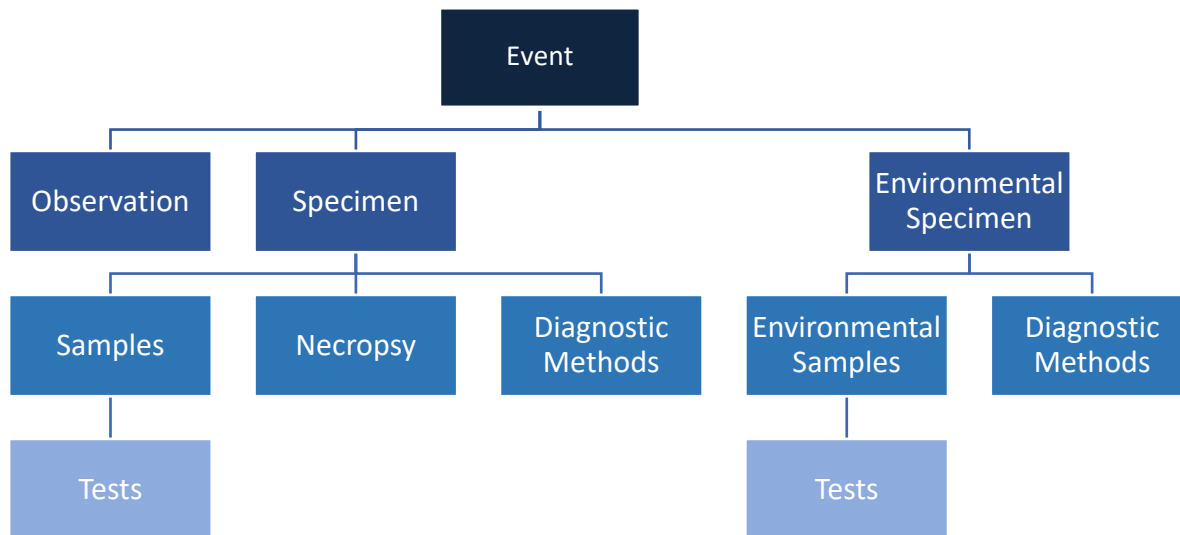 Event
Observation
Specimen
Environmental
Specimen
Samples
Necropsy
Diagnostic
Methods
Environmental
Samples
Diagnostic
Methods
Tests
Tests